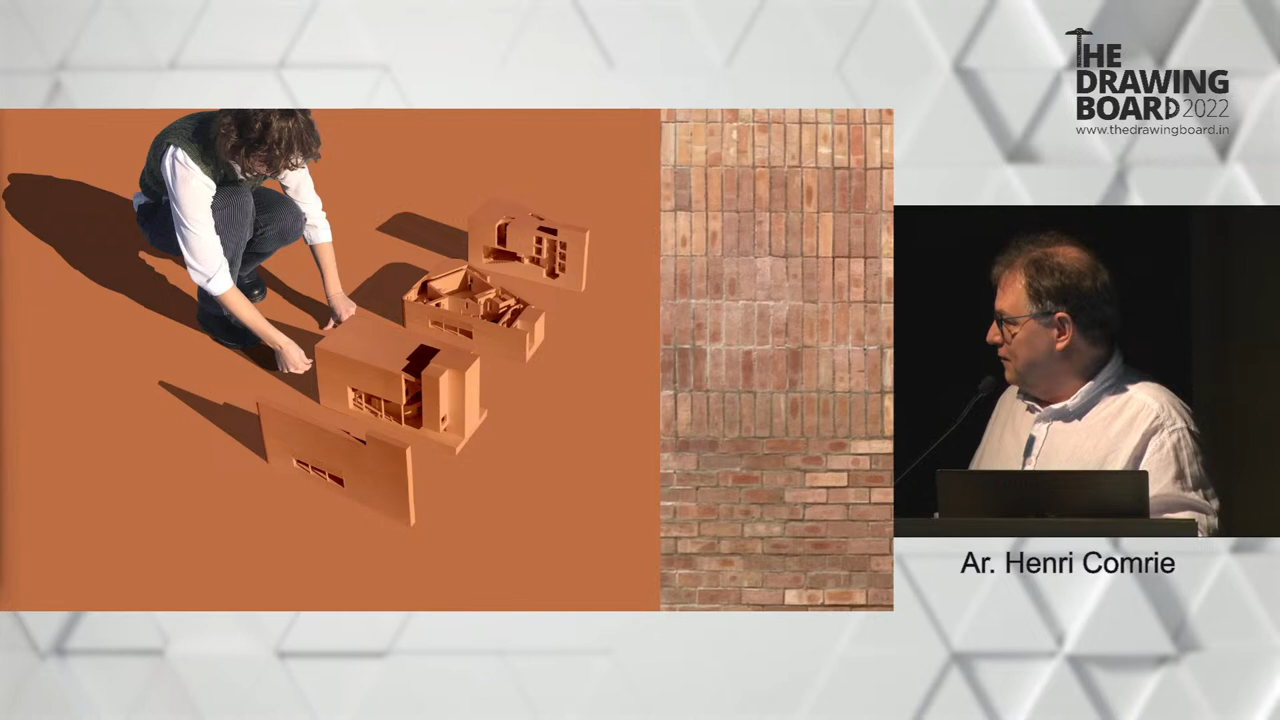 THE
DRAWING
BOARD 2022
www.thedrawingboard.in
Ar. Henri Comrie